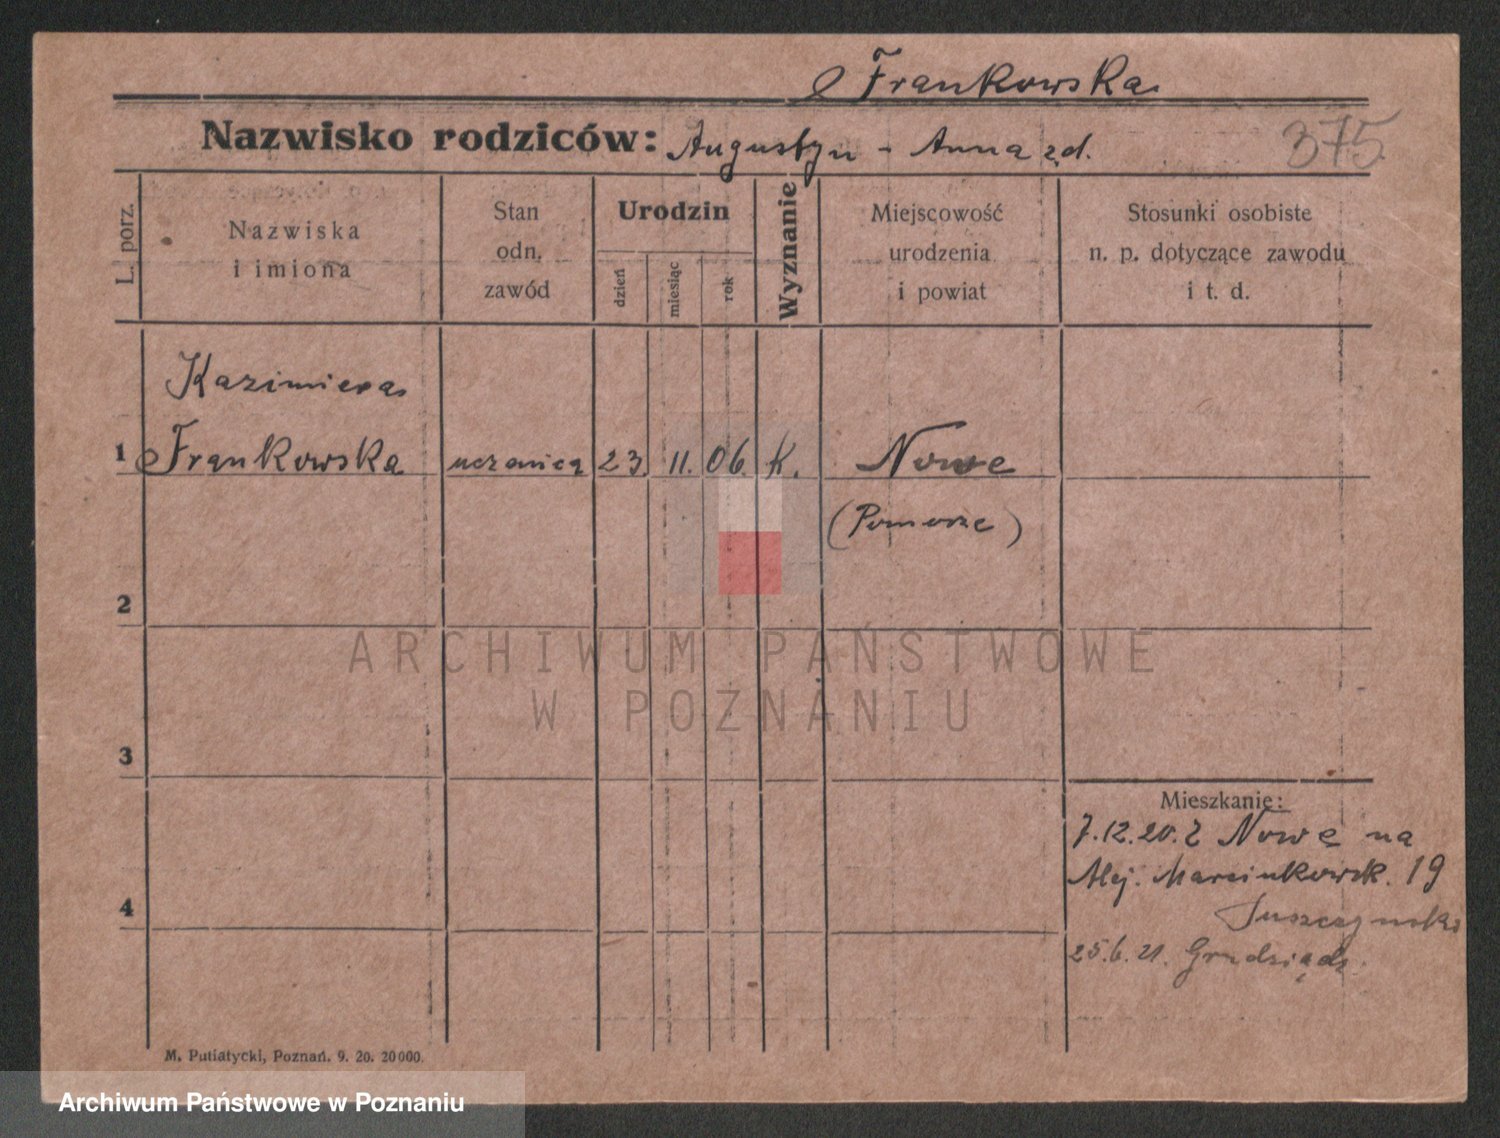 Frankowska
Nazwisko rodziców: Augustyn - Anna zd.
375
L. porz.
Nazwiska
i imiona
Stan
odn.
zawód
Urodzin
dzień
miesiąc
rok
Wyznanie
Miejscowość
urodzenia
i powiat
Stosunki osobiste
n. p. dotyczące zawodu
i t. d.
Kazimiera
1 Frankowska uczenica 23. 11. 06. K. Nowe
(Pomorze)
2
ARCHIWUM PAŃSTWOWE
W POZNANIU
3
Mieszkanie:
7.12.20. z Nowe na
Alej. Marcinkowsk. 19
4
25.6.21. Grudziądz.
M. Putiatycki, Poznań. 9. 20. 20000.
Archiwum Państwowe w Poznaniu